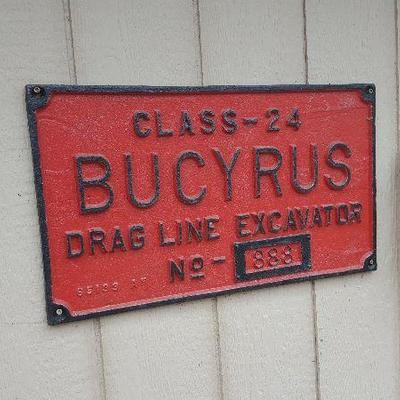 CLASS-24
BUCYRUS
DRAG LINE EXCAVATOR
NO- 888